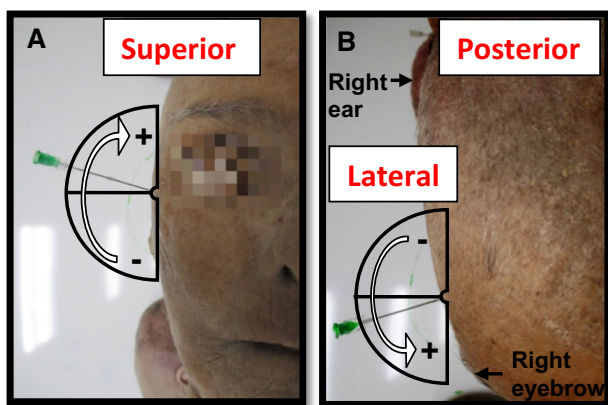 A
Superior
+
-
B
Posterior
Right
ear
Lateral
-
+
Right
eyebrow